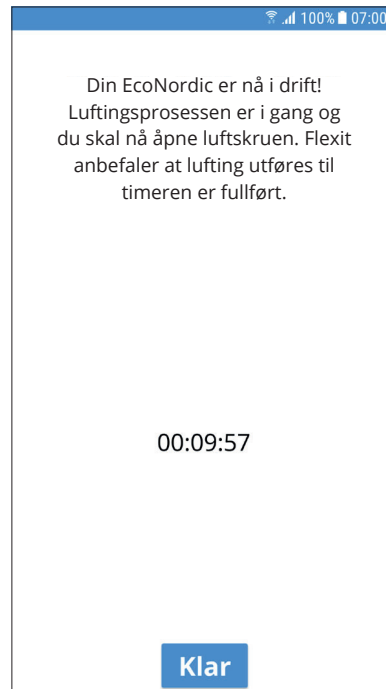 100% 07:00
Din EcoNordic er nå i drift!
Luftingsprosessen er i gang og
du skal nå åpne luftskruen. Flexit
anbefaler at lufting utføres til
timeren er fullført.
00:09:57
Klar